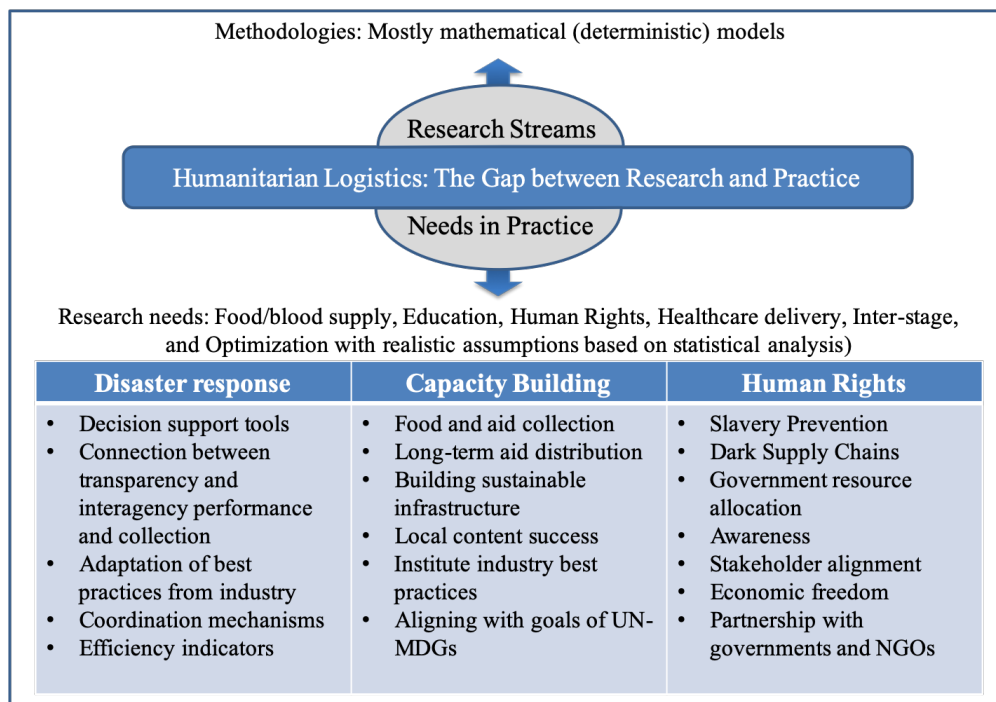 Methodologies: Mostly mathematical (deterministic) models
Research Streams
Humanitarian Logistics: The Gap between Research and Practice
Needs in Practice
Research needs: Food/blood supply, Education, Human Rights, Healthcare delivery, Inter-stage,
and Optimization with realistic assumptions based on statistical analysis)
Disaster response
• Decision support tools
• Connection between
transparency and
interagency performance
and collection
• Adaptation of best
practices from industry
• Coordination mechanisms
• Efficiency indicators
Capacity Building
• Food and aid collection
• Long-term aid distribution
• Building sustainable
infrastructure
• Local content success
• Institute industry best
practices
• Aligning with goals of UN-
MDGs
Human Rights
• Slavery Prevention
• Dark Supply Chains
• Government resource
allocation
• Awareness
• Stakeholder alignment
• Economic freedom
• Partnership with
governments and NGOs